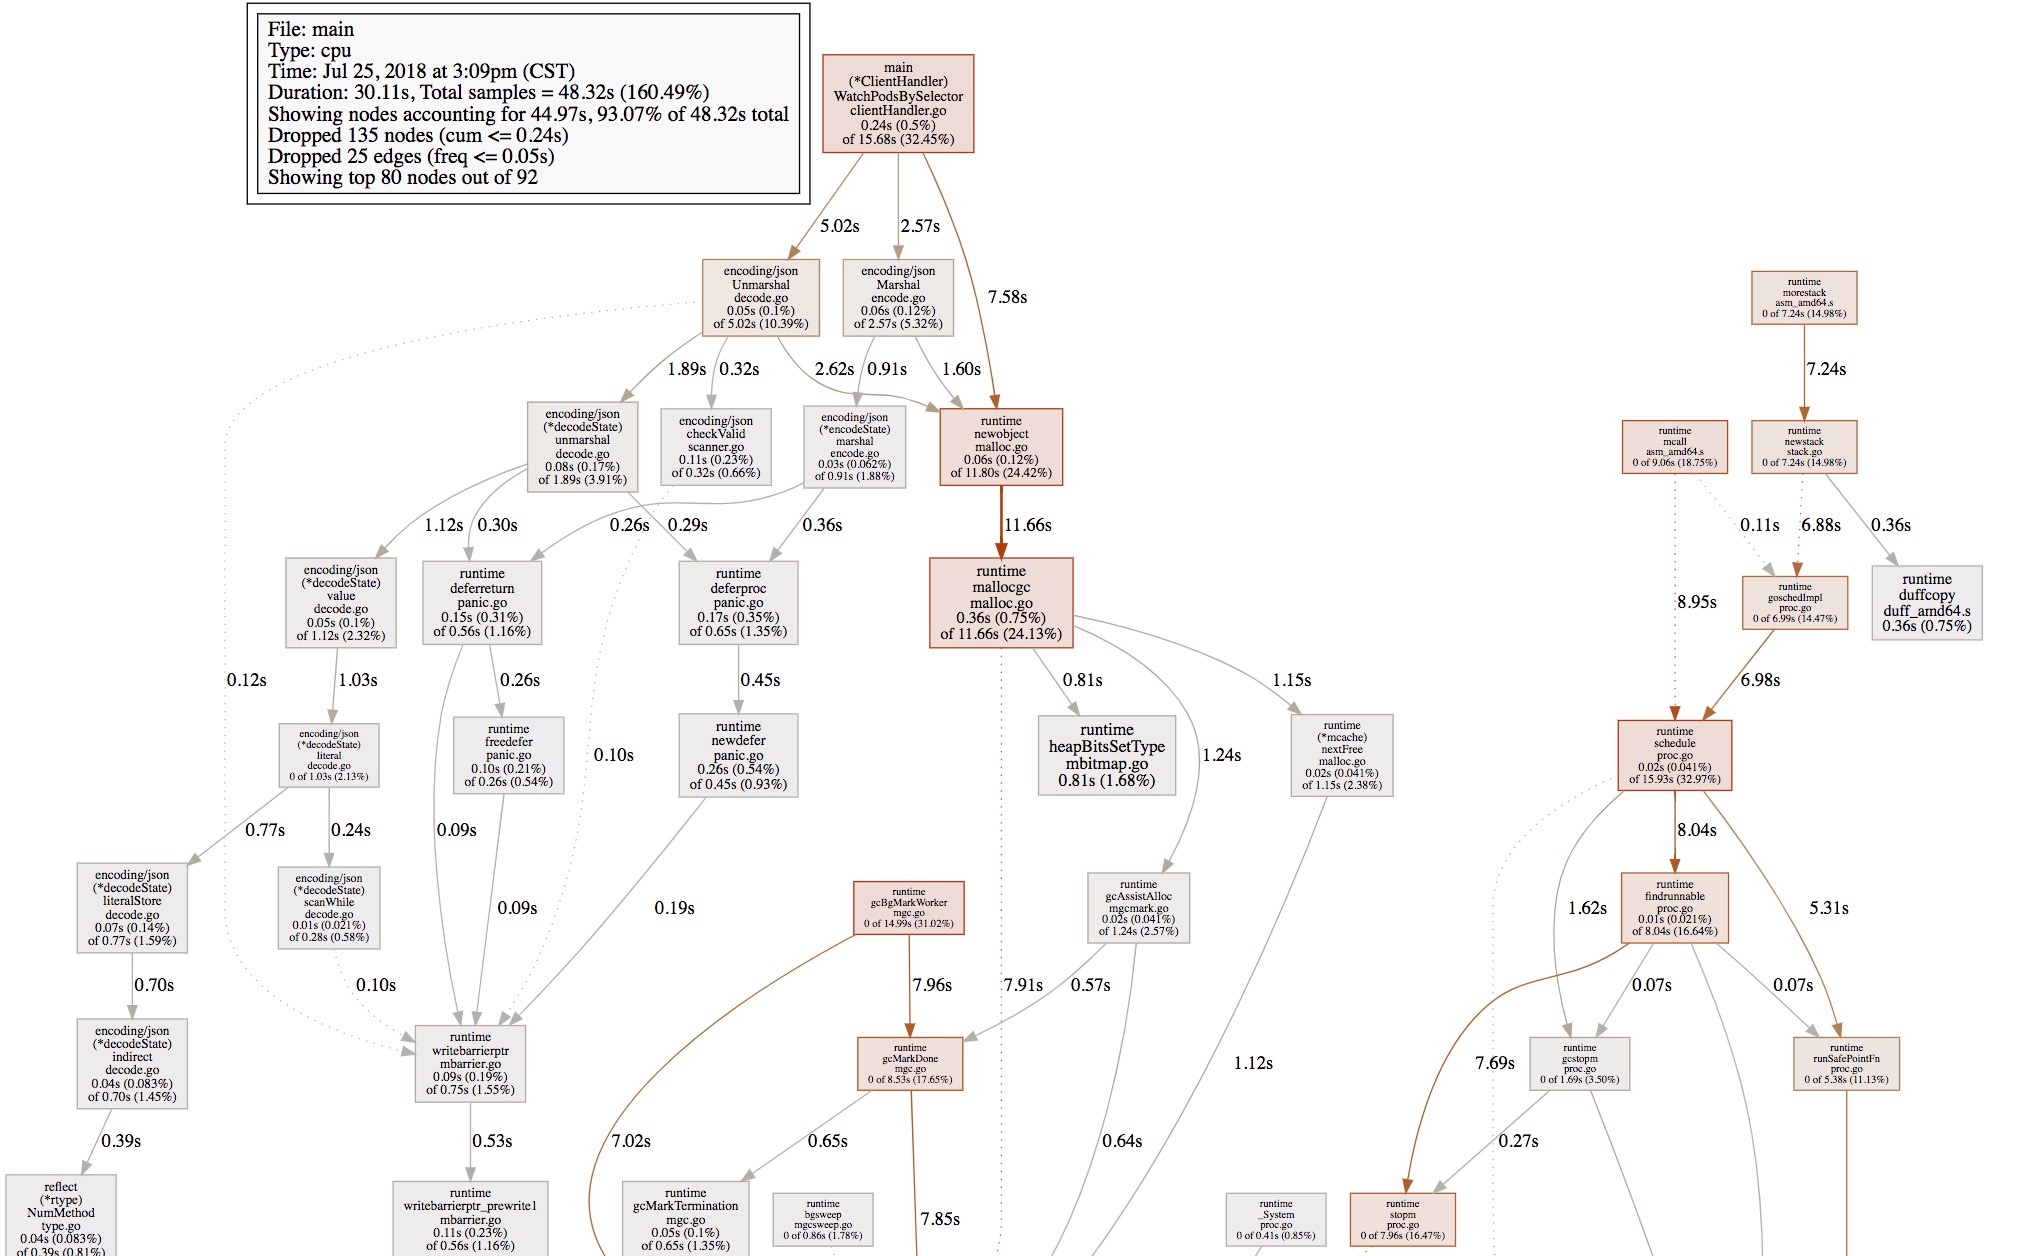 File: main
Type: cpu
Time: Jul 25, 2018 at 3:09pm (CST)
Duration: 30.11s, Total samples = 48.32s (160.49%)
Showing nodes accounting for 44.97s, 93.07% of 48.32s total
Dropped 135 nodes (cum <= 0.24s)
Dropped 25 edges (freq <= 0.05s)
Showing top 80 nodes out of 92
main
(*ClientHandler)
WatchPodsBySelector
clientHandler.go
0.24s (0.5%)
of 15.68s (32.45%)
5.02s
2.57s
7.58s
encoding/json
Unmarshal
decode.go
0.05s (0.1%)
of 5.02s (10.39%)
encoding/json
Marshal
encode.go
0.06s (0.12%)
of 2.57s (5.32%)
runtime
morestack
asm_amd64.s
0 of 7.24s (14.98%)
1.89s
0.32s
2.62s
0.91s
1.60s
7.24s
encoding/json
(*decodeState)
unmarshal
decode.go
0.08s (0.17%)
of 1.89s (3.91%)
encoding/json
checkValid
scanner.go
0.11s (0.23%)
of 0.32s (0.66%)
encoding/json
(*encodeState)
marshal
encode.go
0.03s (0.062%)
of 0.91s (1.88%)
runtime
newobject
malloc.go
0.06s (0.12%)
of 11.80s (24.42%)
runtime
mcall
asm_amd64.s
0 of 9.06s (18.75%)
runtime
newstack
stack.go
0 of 7.24s (14.98%)
1.12s
0.30s
0.26s
0.29s
0.36s
11.66s
0.11s
6.88s
0.36s
encoding/json
(*decodeState)
value
decode.go
0.05s (0.1%)
of 1.12s (2.32%)
runtime
deferreturn
panic.go
0.15s (0.31%)
of 0.56s (1.16%)
runtime
deferproc
panic.go
0.17s (0.35%)
of 0.65s (1.35%)
runtime
mallocgc
malloc.go
0.36s (0.75%)
of 11.66s (24.13%)
8.95s
runtime
goschedImpl
proc.go
0 of 6.99s (14.47%)
runtime
duffcopy
duff_amd64.s
0.36s (0.75%)
0.12s
1.03s
0.26s
0.45s
0.81s
1.15s
6.98s
encoding/json
(*decodeState)
literal
decode.go
0 of 1.03s (2.13%)
runtime
freedefer
panic.go
0.10s (0.21%)
of 0.26s (0.54%)
0.10s
runtime
newdefer
panic.go
0.26s (0.54%)
of 0.45s (0.93%)
runtime
heapBitsSetType
mbitmap.go
0.81s (1.68%)
1.24s
runtime
(*mcache)
nextFree
malloc.go
0.02s (0.041%)
of 1.15s (2.38%)
runtime
schedule
proc.go
0.02s (0.041%)
of 15.93s (32.97%)
0.77s
0.24s
0.09s
8.04s
encoding/json
(*decodeState)
literalStore
decode.go
0.07s (0.14%)
of 0.77s (1.59%)
encoding/json
(*decodeState)
scanWhile
decode.go
0.01s (0.021%)
of 0.28s (0.58%)
0.09s
0.19s
runtime
gcBgMarkWorker
mgc.go
0 of 14.99s (31.02%)
runtime
gcAssistAlloc
mgcmark.go
0.02s (0.041%)
of 1.24s (2.57%)
1.62s
runtime
findrunnable
proc.go
0.01s (0.021%)
of 8.04s (16.64%)
5.31s
0.70s
0.10s
7.96s
7.91s
0.57s
0.07s
0.07s
encoding/json
(*decodeState)
indirect
decode.go
0.04s (0.083%)
of 0.70s (1.45%)
runtime
writebarrierptr
mbarrier.go
0.09s (0.19%)
of 0.75s (1.55%)
runtime
gcMarkDone
mgc.go
0 of 8.53s (17.65%)
1.12s
7.69s
runtime
gcstopm
proc.go
0 of 1.69s (3.50%)
runtime
runSafePointFn
proc.go
0 of 5.38s (11.13%)
0.39s
0.53s
7.02s
0.65s
0.64s
0.27s
reflect
(*rtype)
NumMethod
type.go
0.04s (0.083%)
of 0.39s (0.81%)
runtime
writebarrierptr_prewrite1
mbarrier.go
0.11s (0.23%)
of 0.56s (1.16%)
runtime
gcMarkTermination
mgc.go
0.05s (0.1%)
of 0.65s (1.35%)
runtime
bgsweep
mgcsweep.go
0 of 0.86s (1.78%)
7.85s
runtime
_System
proc.go
0 of 0.41s (0.85%)
runtime
stopm
proc.go
0 of 7.96s (16.47%)